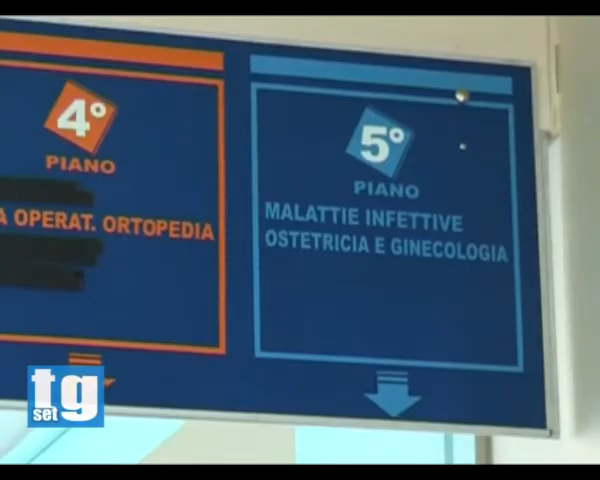 4°
PIANO
A OPERAT. ORTOPEDIA
5°
PIANO
MALATTIE INFETTIVE
OSTETRICIA E GINECOLOGIA
tg
set